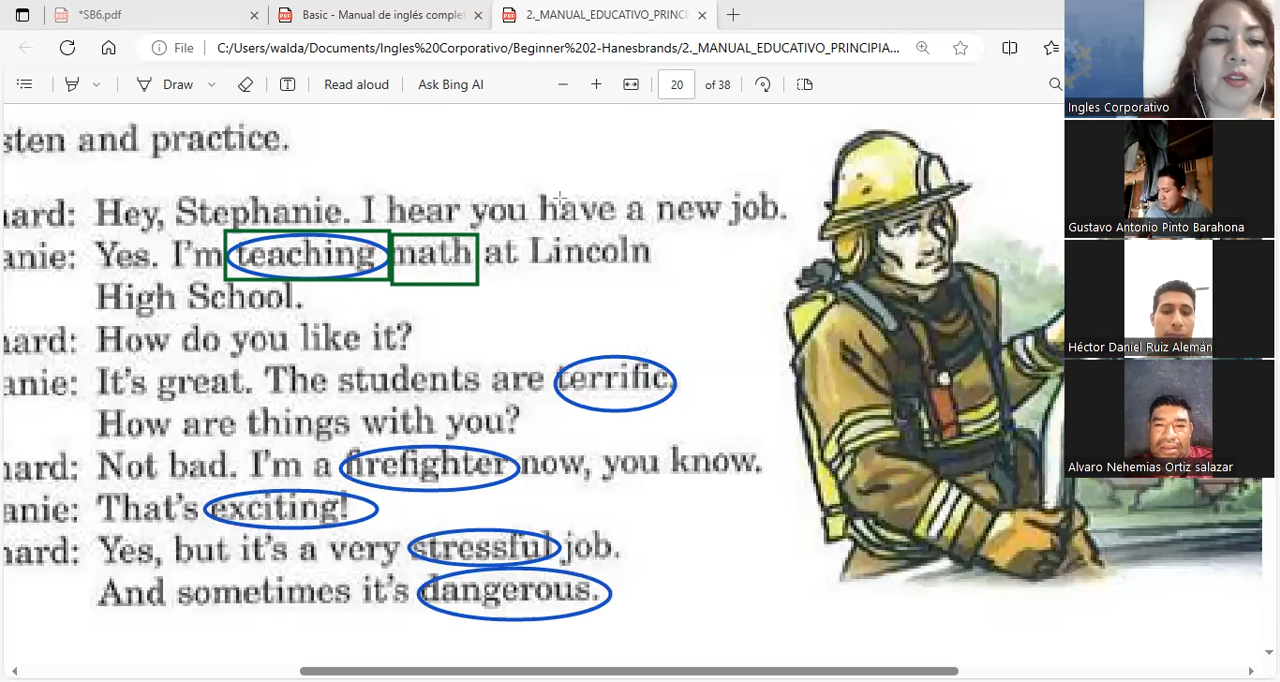 *SB6.pdf
Basic - Manual de inglés complet
2._MANUAL_EDUCATIVO_PRINCI
File
C:/Users/walda/Documents/Ingles%20Corporativo/Beginner%202-Hanesbrands/2._MANUAL_EDUCATIVO_PRINCIPIA...
Draw
Read aloud
Ask Bing AI
20 of 38
sten and practice.
nard: Hey, Stephanie. I hear you have a new job.
anie: Yes. I'm teaching math at Lincoln
High School.
nard: How do you like it?
anie: It's great. The students are terrific.
How are things with you?
nard: Not bad. I'm a firefighter now, you know.
anie: That's exciting!
nard: Yes, but it's a very stressful job.
And sometimes it's dangerous.
Ingles Corporativo
Gustavo Antonio Pinto Barahona
Héctor Daniel Ruiz Alemán
Alvaro Nehemias Ortiz salazar